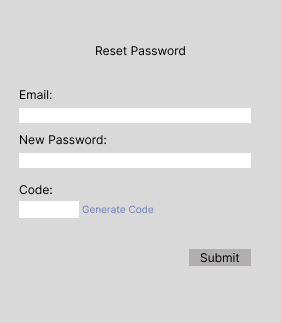 Reset Password
Email:
New Password:
Code:
Generate Code
Submit